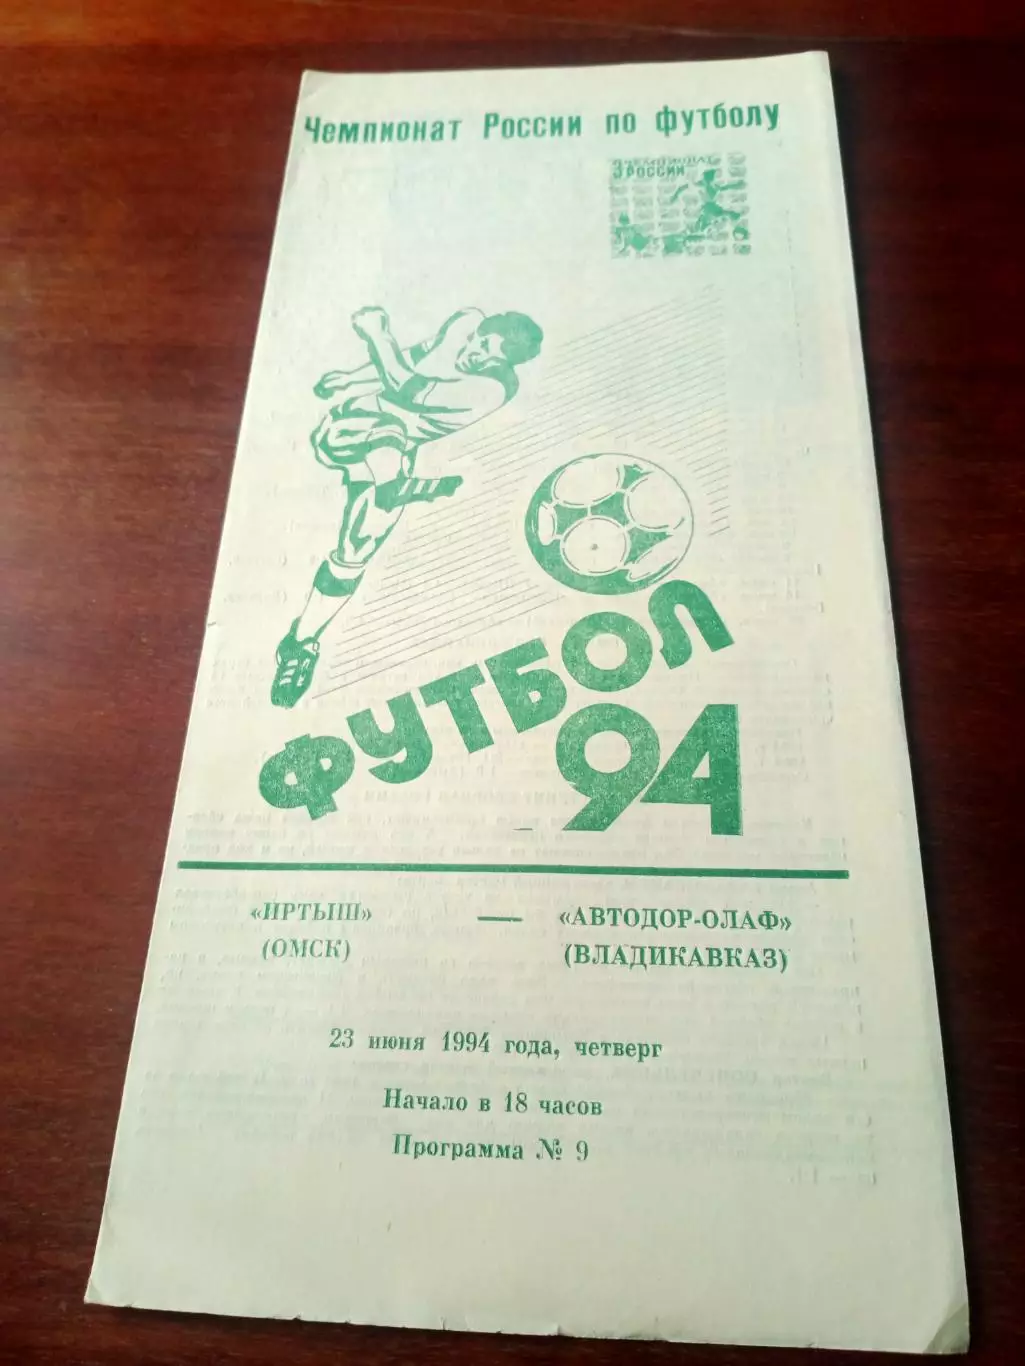 Чемпионат России по футболу
3 ЧЕМПИОНАТ
РОССИИ
ФУТБОЛ
94
«ИРТЫШ» — «АВТОДОР-ОЛАФ»
(ОМСК) (ВЛАДИКАВКАЗ)
23 июня 1994 года, четверг
Начало в 18 часов
Программа № 9